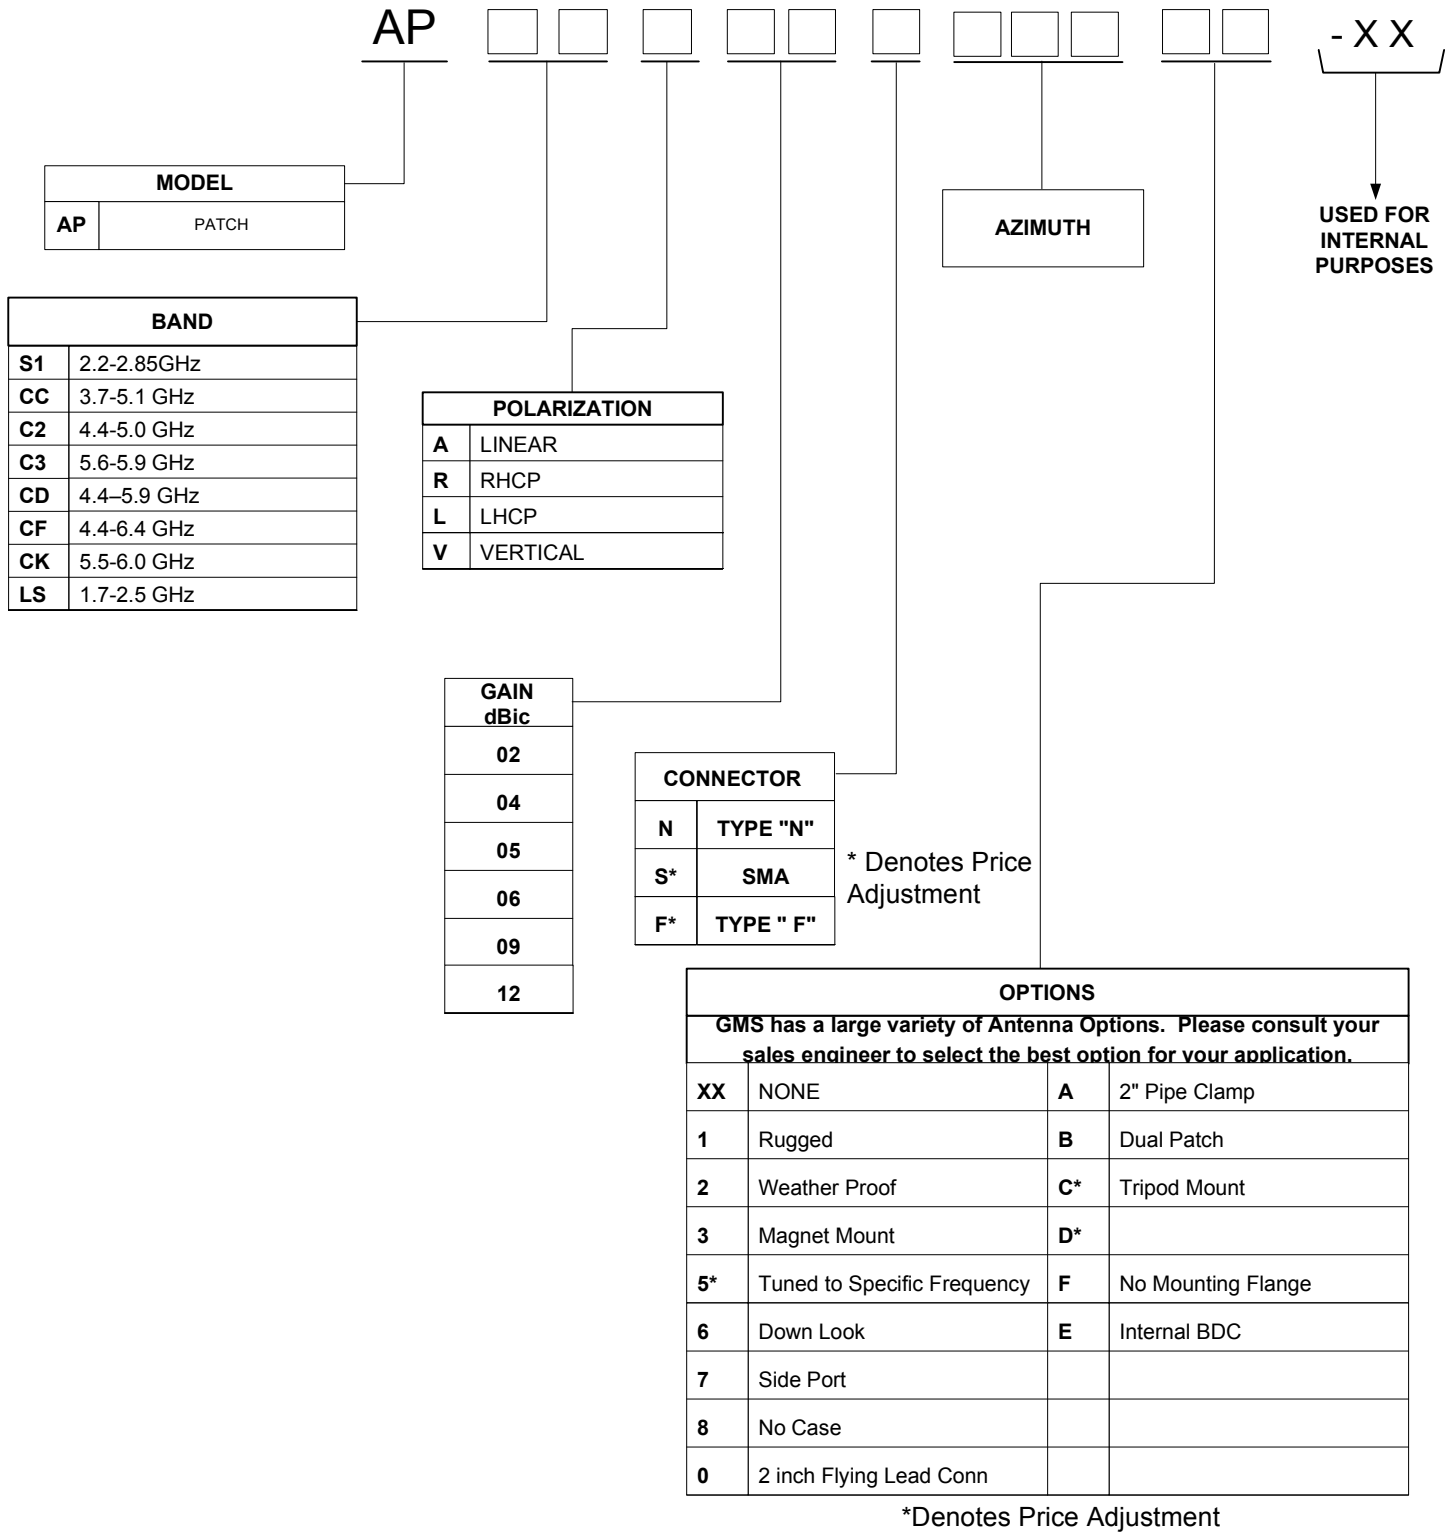 AP - X X
MODEL
AP PATCH
AZIMUTH
USED FOR
INTERNAL
PURPOSES
BAND
S1 2.2-2.85GHz
CC 3.7-5.1 GHz
C2 4.4-5.0 GHz
C3 5.6-5.9 GHz
CD 4.4–5.9 GHz
CF 4.4-6.4 GHz
CK 5.5-6.0 GHz
LS 1.7-2.5 GHz
POLARIZATION
A LINEAR
R RHCP
L LHCP
V VERTICAL
GAIN
dBic
02
04
05
06
09
12
CONNECTOR
N TYPE "N"
S* SMA
F* TYPE " F"
* Denotes Price
Adjustment
OPTIONS
GMS has a large variety of Antenna Options. Please consult your
sales engineer to select the best option for your application.
XX NONE A 2" Pipe Clamp
1 Rugged B Dual Patch
2 Weather Proof C* Tripod Mount
3 Magnet Mount D*
5* Tuned to Specific Frequency F No Mounting Flange
6 Down Look E Internal BDC
7 Side Port
8 No Case
0 2 inch Flying Lead Conn
*Denotes Price Adjustment